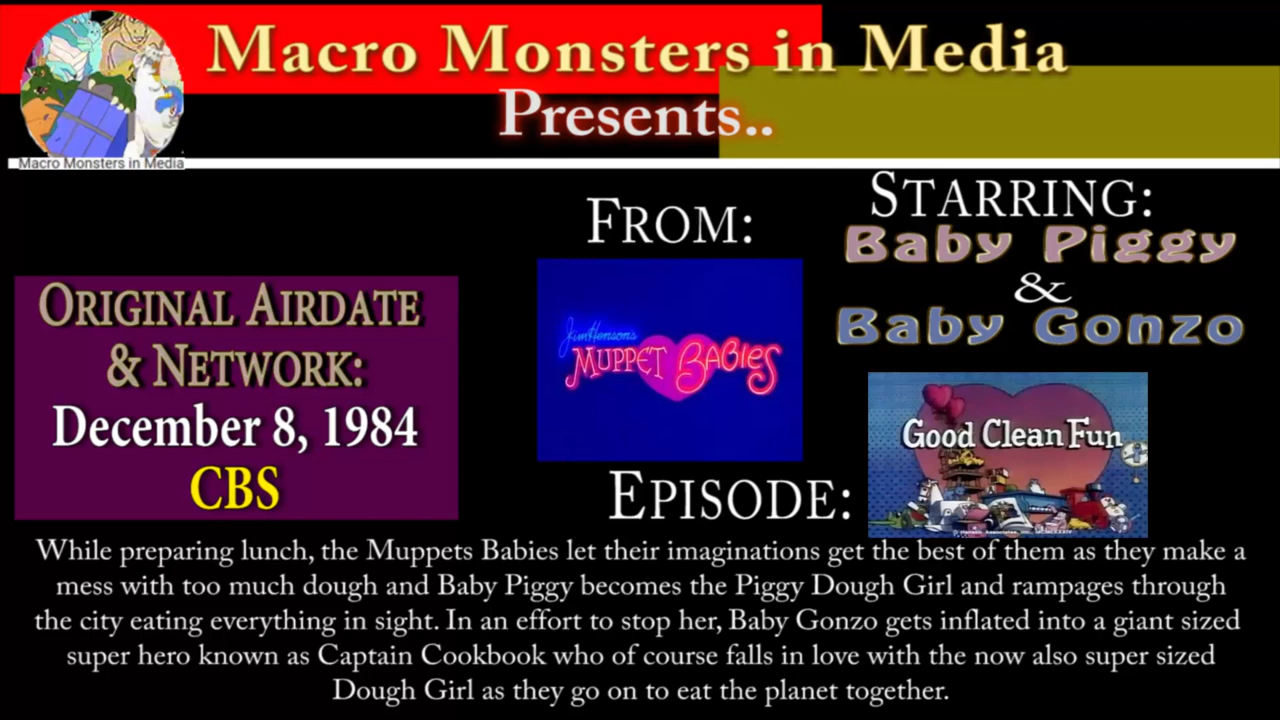 Macro Monsters in Media
Presents..
Macro Monsters in Media
STARRING:
Baby Piggy
&
Baby Gonzo
FROM:
Jim Henson's
MUPPET BABIES
ORIGINAL AIRDATE
& NETWORK:
December 8, 1984
CBS
EPISODE:
Good Clean Fun
While preparing lunch, the Muppets Babies let their imaginations get the best of them as they make a
mess with too much dough and Baby Piggy becomes the Piggy Dough Girl and rampages through
the city eating everything in sight. In an effort to stop her, Baby Gonzo gets inflated into a giant sized
super hero known as Captain Cookbook who of course falls in love with the now also super sized
Dough Girl as they go on to eat the planet together.